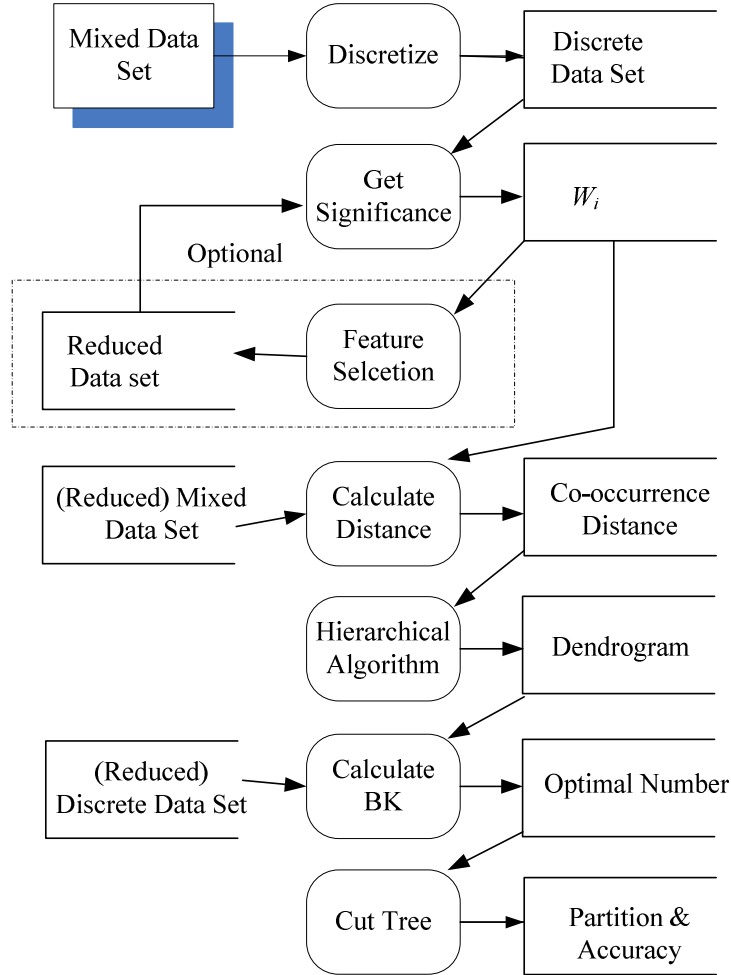 Mixed Data
Set
Discretize
Discrete
Data Set
Get
Significance
W_i
Optional
Reduced
Data set
Feature
Selcetion
(Reduced) Mixed
Data Set
Calculate
Distance
Co-occurrence
Distance
Hierarchical
Algorithm
Dendrogram
(Reduced)
Discrete Data Set
Calculate
BK
Optimal Number
Cut Tree
Partition &
Accuracy